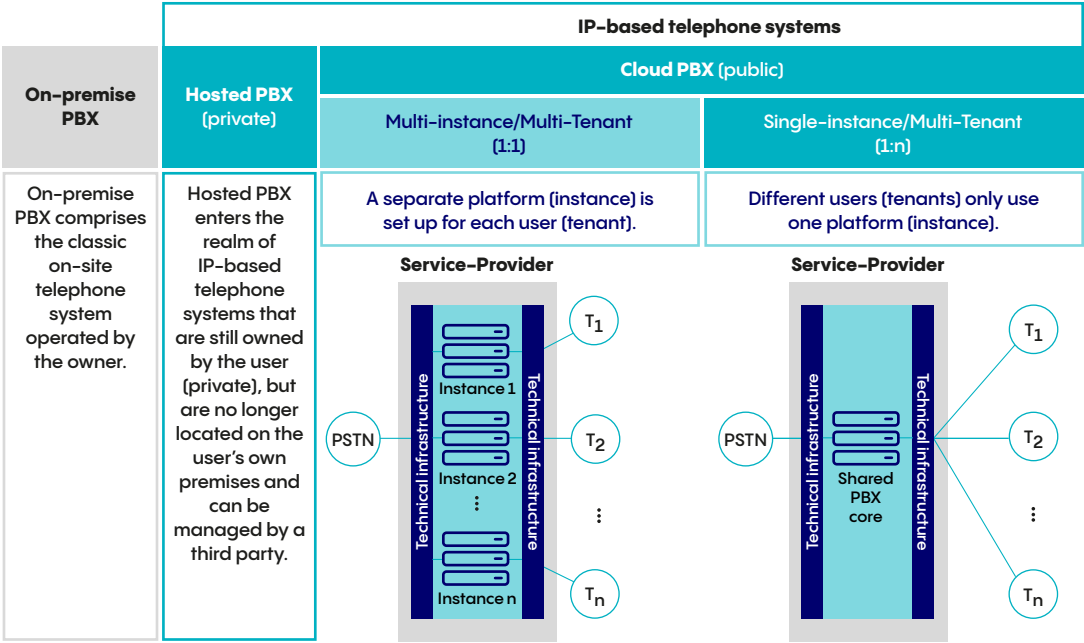 IP-based telephone systems
On-premise
PBX
Hosted PBX
(private)
Cloud PBX (public)
Multi-instance/Multi-Tenant
(1:1)
Single-instance/Multi-Tenant
(1:n)
On-premise
PBX comprises
the classic
on-site
telephone
system
operated by
the owner.
Hosted PBX
enters the
realm of
IP-based
telephone
systems that
are still owned
by the user
(private), but
are no longer
located on the
user's own
premises and
can be
managed by a
third party.
A separate platform (instance) is
set up for each user (tenant).
Service-Provider
PSTN
Technical infrastructure
Instance 1
Instance 2
⋮
Instance n
Technical infrastructure
T1
T2
⋮
Tn
Different users (tenants) only use
one platform (instance).
Service-Provider
PSTN
Technical infrastructure
Shared
PBX
core
Technical infrastructure
T1
T2
⋮
Tn